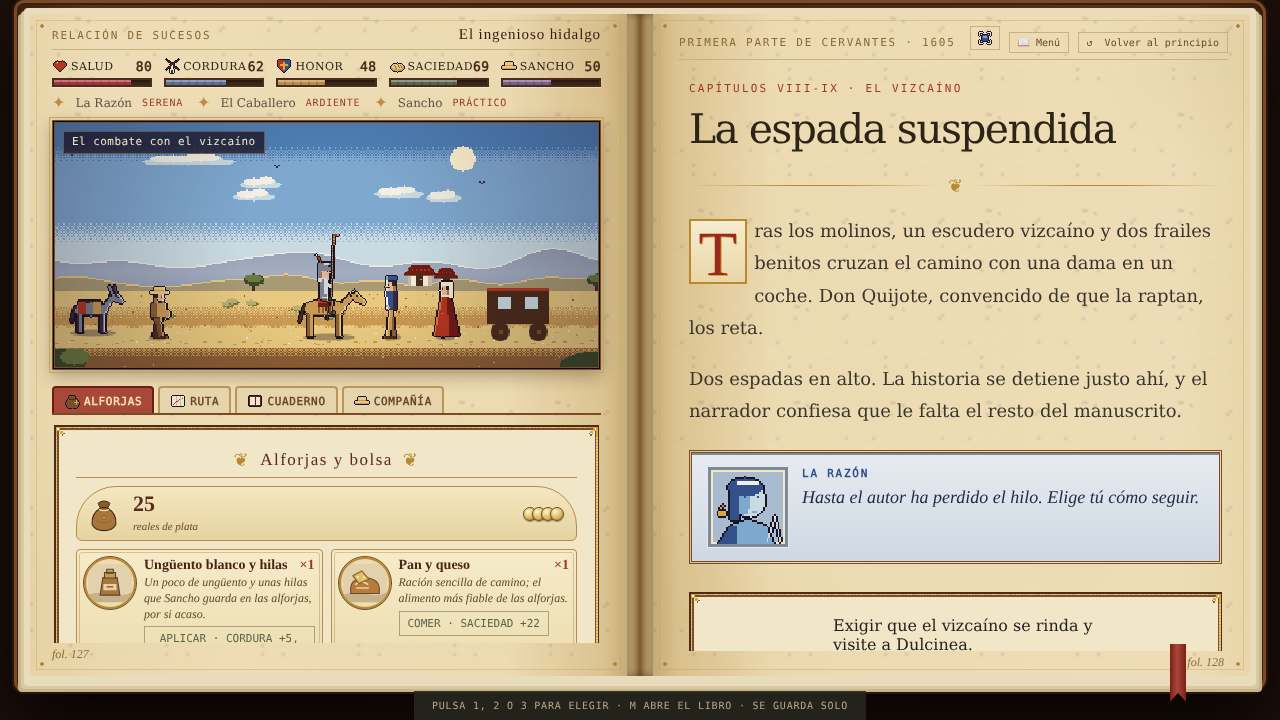 RELACIÓN DE SUCESOS
El ingenioso hidalgo
SALUD 80
CORDURA 62
HONOR 48
SACIEDAD 69
SANCHO 50
La Razón SERENA
El Caballero ARDIENTE
Sancho PRÁCTICO
El combate con el vizcaíno
ALFORJAS
RUTA
CUADERNO
COMPAÑÍA
Alforjas y bolsa
25
reales de plata
Ungüento blanco y hilas ×1
Un poco de ungüento y unas hilas
que Sancho guarda en las alforjas,
por si acaso.
APLICAR · CORDURA +5,
Pan y queso ×1
Ración sencilla de camino; el
alimento más fiable de las alforjas.
COMER · SACIEDAD +22
fol. 127
PRIMERA PARTE DE CERVANTES · 1605
Menú
↺ Volver al principio
CAPÍTULOS VIII-IX · EL VIZCAÍNO
La espada suspendida
Tras los molinos, un escudero vizcaíno y dos frailes
benitos cruzan el camino con una dama en un
coche. Don Quijote, convencido de que la raptan,
los reta.
Dos espadas en alto. La historia se detiene justo ahí, y el
narrador confiesa que le falta el resto del manuscrito.
LA RAZÓN
Hasta el autor ha perdido el hilo. Elige tú cómo seguir.
Exigir que el vizcaíno se rinda y
visite a Dulcinea.
fol. 128
PULSA 1, 2 O 3 PARA ELEGIR · M ABRE EL LIBRO · SE GUARDA SOLO